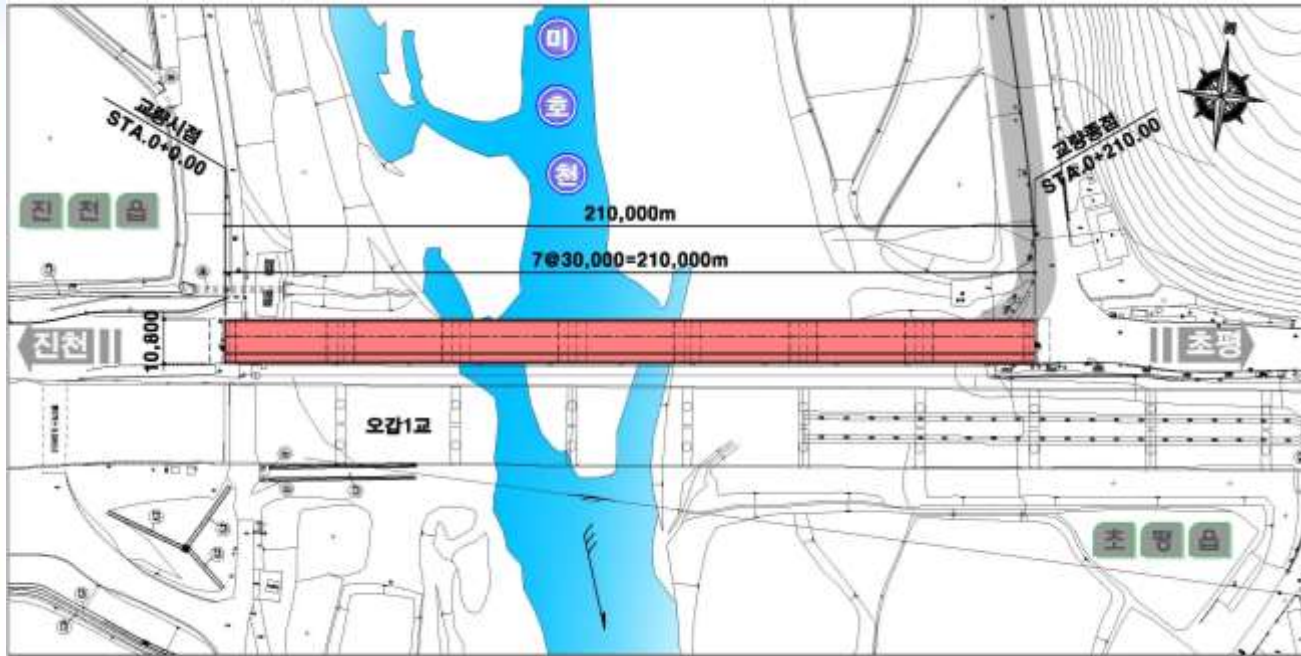 미
호
천
교량시점
STA.0+0.00
교량종점
STA.0+210.00
진천읍
210,000m
7@30,000=210,000m
10,800
진천
초평
오갑1교
초평읍